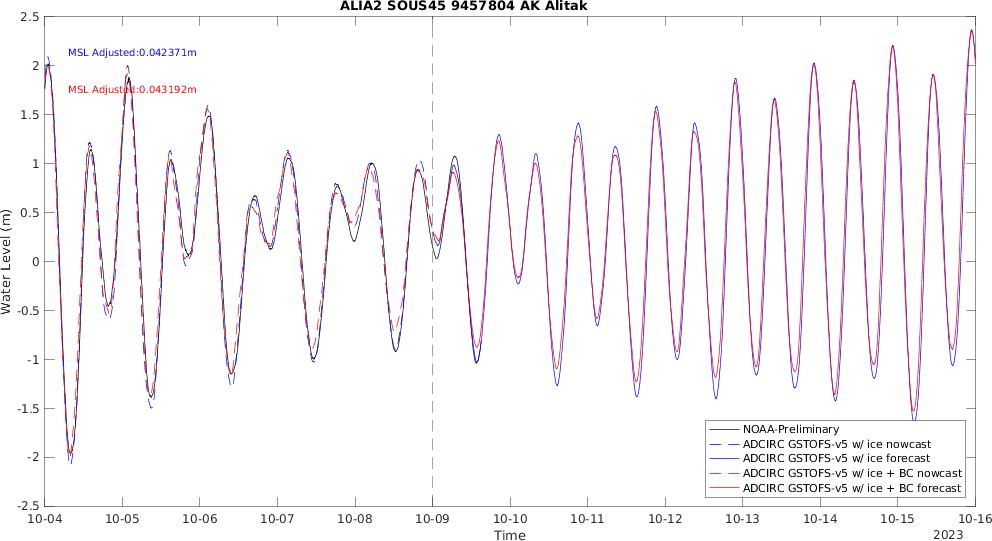 ALIA2 SOUS45 9457804 AK Alitak
MSL Adjusted:0.042371m
MSL Adjusted:0.043192m
Water Level (m)
2.5
2
1.5
1
0.5
0
-0.5
-1
-1.5
-2
-2.5
NOAA-Preliminary
ADCIRC GSTOFS-v5 w/ ice nowcast
ADCIRC GSTOFS-v5 w/ ice forecast
ADCIRC GSTOFS-v5 w/ ice + BC nowcast
ADCIRC GSTOFS-v5 w/ ice + BC forecast
10-04 10-05 10-06 10-07 10-08 10-09 10-10 10-11 10-12 10-13 10-14 10-15 10-16
Time
2023